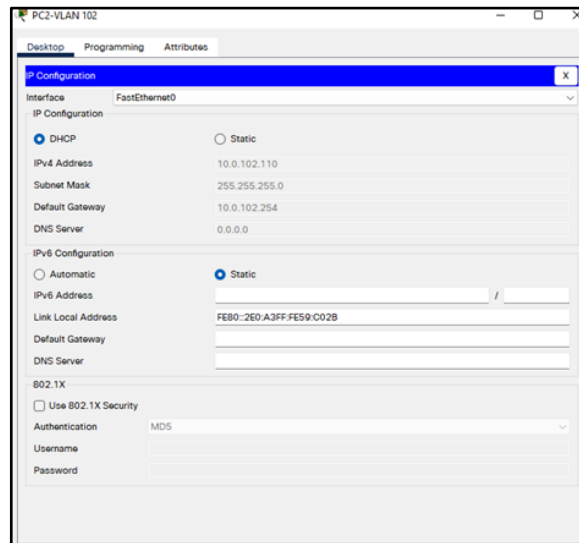 PC2-VLAN 102
Desktop Programming Attributes
IP Configuration X
Interface FastEthernet0
IP Configuration
DHCP Static
IPv4 Address 10.0.102.110
Subnet Mask 255.255.255.0
Default Gateway 10.0.102.254
DNS Server 0.0.0.0
IPv6 Configuration
Automatic Static
IPv6 Address /
Link Local Address FE80::2E0:A3FF:FE59:C02B
Default Gateway
DNS Server
802.1X
Use 802.1X Security
Authentication MD5
Username
Password